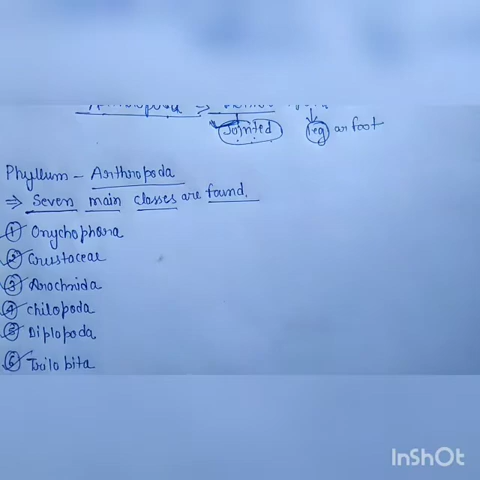 Jointed leg or foot
Phyllum - Arthropoda
⇒ Seven main classes are found.
① Onychophora
② Crustaceae
③ Arachnida
④ Chilopoda
⑤ Diplopoda
⑥ Trilobita
InShOt